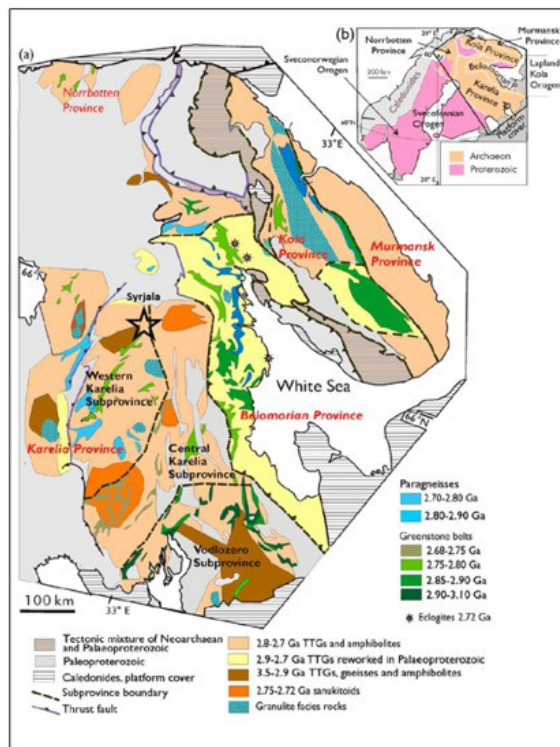 (a)
Norrbotten
Province
Kola
Province
Murmansk
Province
33° E
66° N
Syrjala
Western
Karelia
Subprovince
Karelia Province
Central
Karelia
Subprovince
Belomorian Province
White Sea
66° N
Vodlozero
Subprovince
100 km
33° E
(b)
Norrbotten
Province
Murmansk
Province
Sveconorwegian
Orogen
Kola Province
Lapland
Kola
Orogen
Karelia
Province
Caledonides
Svecofennian
Orogen
Platform
cover
200 km
Archaeon
Proterozoic
Paragneisses
2.70-2.80 Ga
2.80-2.90 Ga
Greenstone belts
2.68-2.75 Ga
2.75-2.80 Ga
2.85-2.90 Ga
2.90-3.10 Ga
Eclogites 2.72 Ga
Tectonic mixture of Neoarchaean
and Palaeoproterozoic
Paleoproterozoic
Caledonides, platform cover
Subprovince boundary
Thrust fault
2.8-2.7 Ga TTGs and amphibolites
2.9-2.7 Ga TTGs reworked in Palaeoproterozoic
3.5-2.9 Ga TTGs, gneisses and amphibolites
2.75-2.72 Ga sanukitoids
Granulite facies rocks